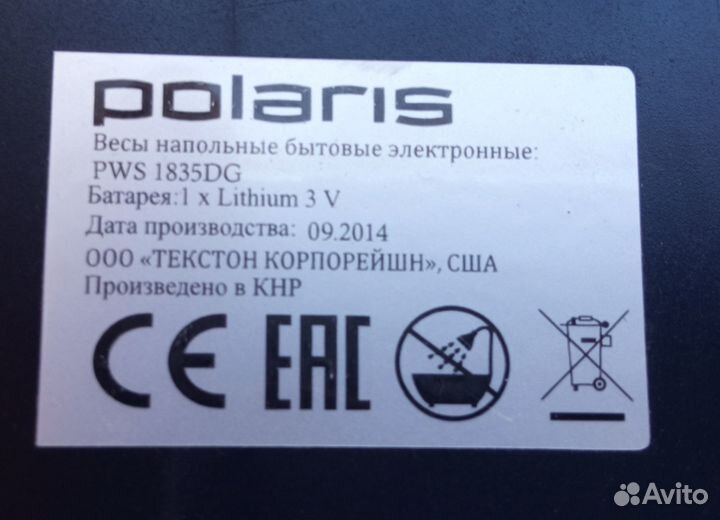 polaris
Весы напольные бытовые электронные:
PWS 1835DG
Батарея:1 x Lithium 3 V
Дата производства: 09.2014
ООО «ТЕКСТОН КОРПОРЕЙШН», США
Произведено в КНР
CE EAC
Avito